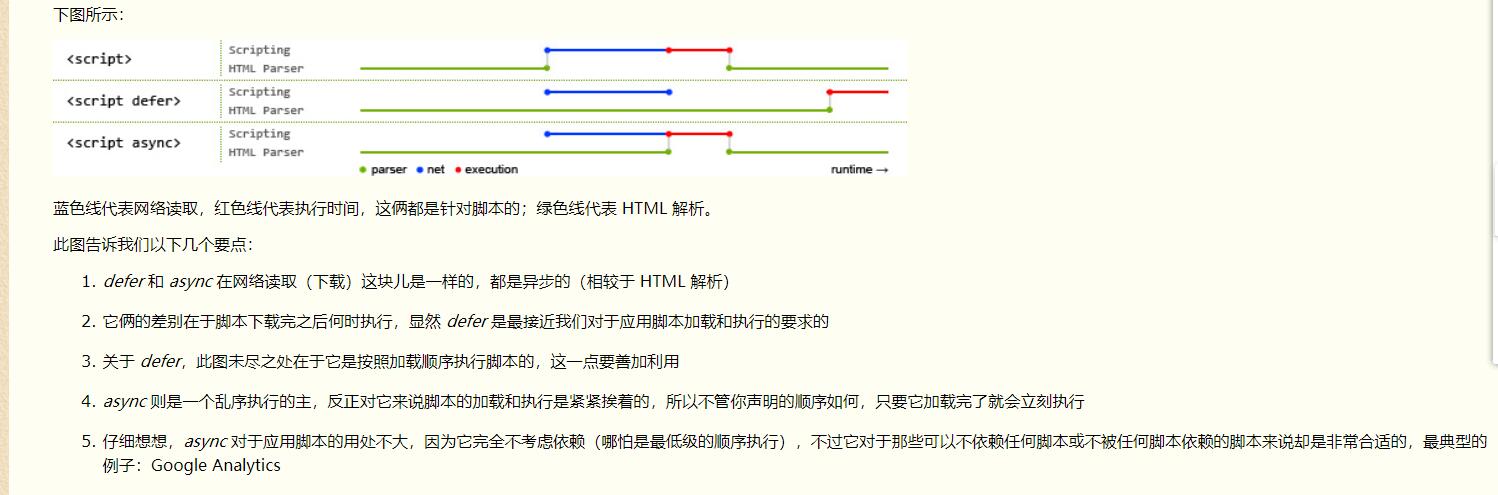 下图所示：
<script>
Scripting
HTML Parser
<script defer>
Scripting
HTML Parser
<script async>
Scripting
HTML Parser
parser net execution runtime →
蓝色线代表网络读取，红色线代表执行时间，这俩都是针对脚本的；绿色线代表 HTML 解析。
此图告诉我们以下几个要点：
1. defer 和 async 在网络读取（下载）这块儿是一样的，都是异步的（相较于 HTML 解析）
2. 它俩的差别在于脚本下载完之后何时执行，显然 defer 是最接近我们对于应用脚本加载和执行的要求的
3. 关于 defer，此图未尽之处在于它是按照加载顺序执行脚本的，这一点要善加利用
4. async 则是一个乱序执行的主，反正对它来说脚本的加载和执行是紧紧挨着的，所以不管你声明的顺序如何，只要它加载完了就会立刻执行
5. 仔细想想，async 对于应用脚本的用处不大，因为它完全不考虑依赖（哪怕是最低级的顺序执行），不过它对于那些可以不依赖任何脚本或不被任何脚本依赖的脚本来说却是非常合适的，最典型的
例子：Google Analytics